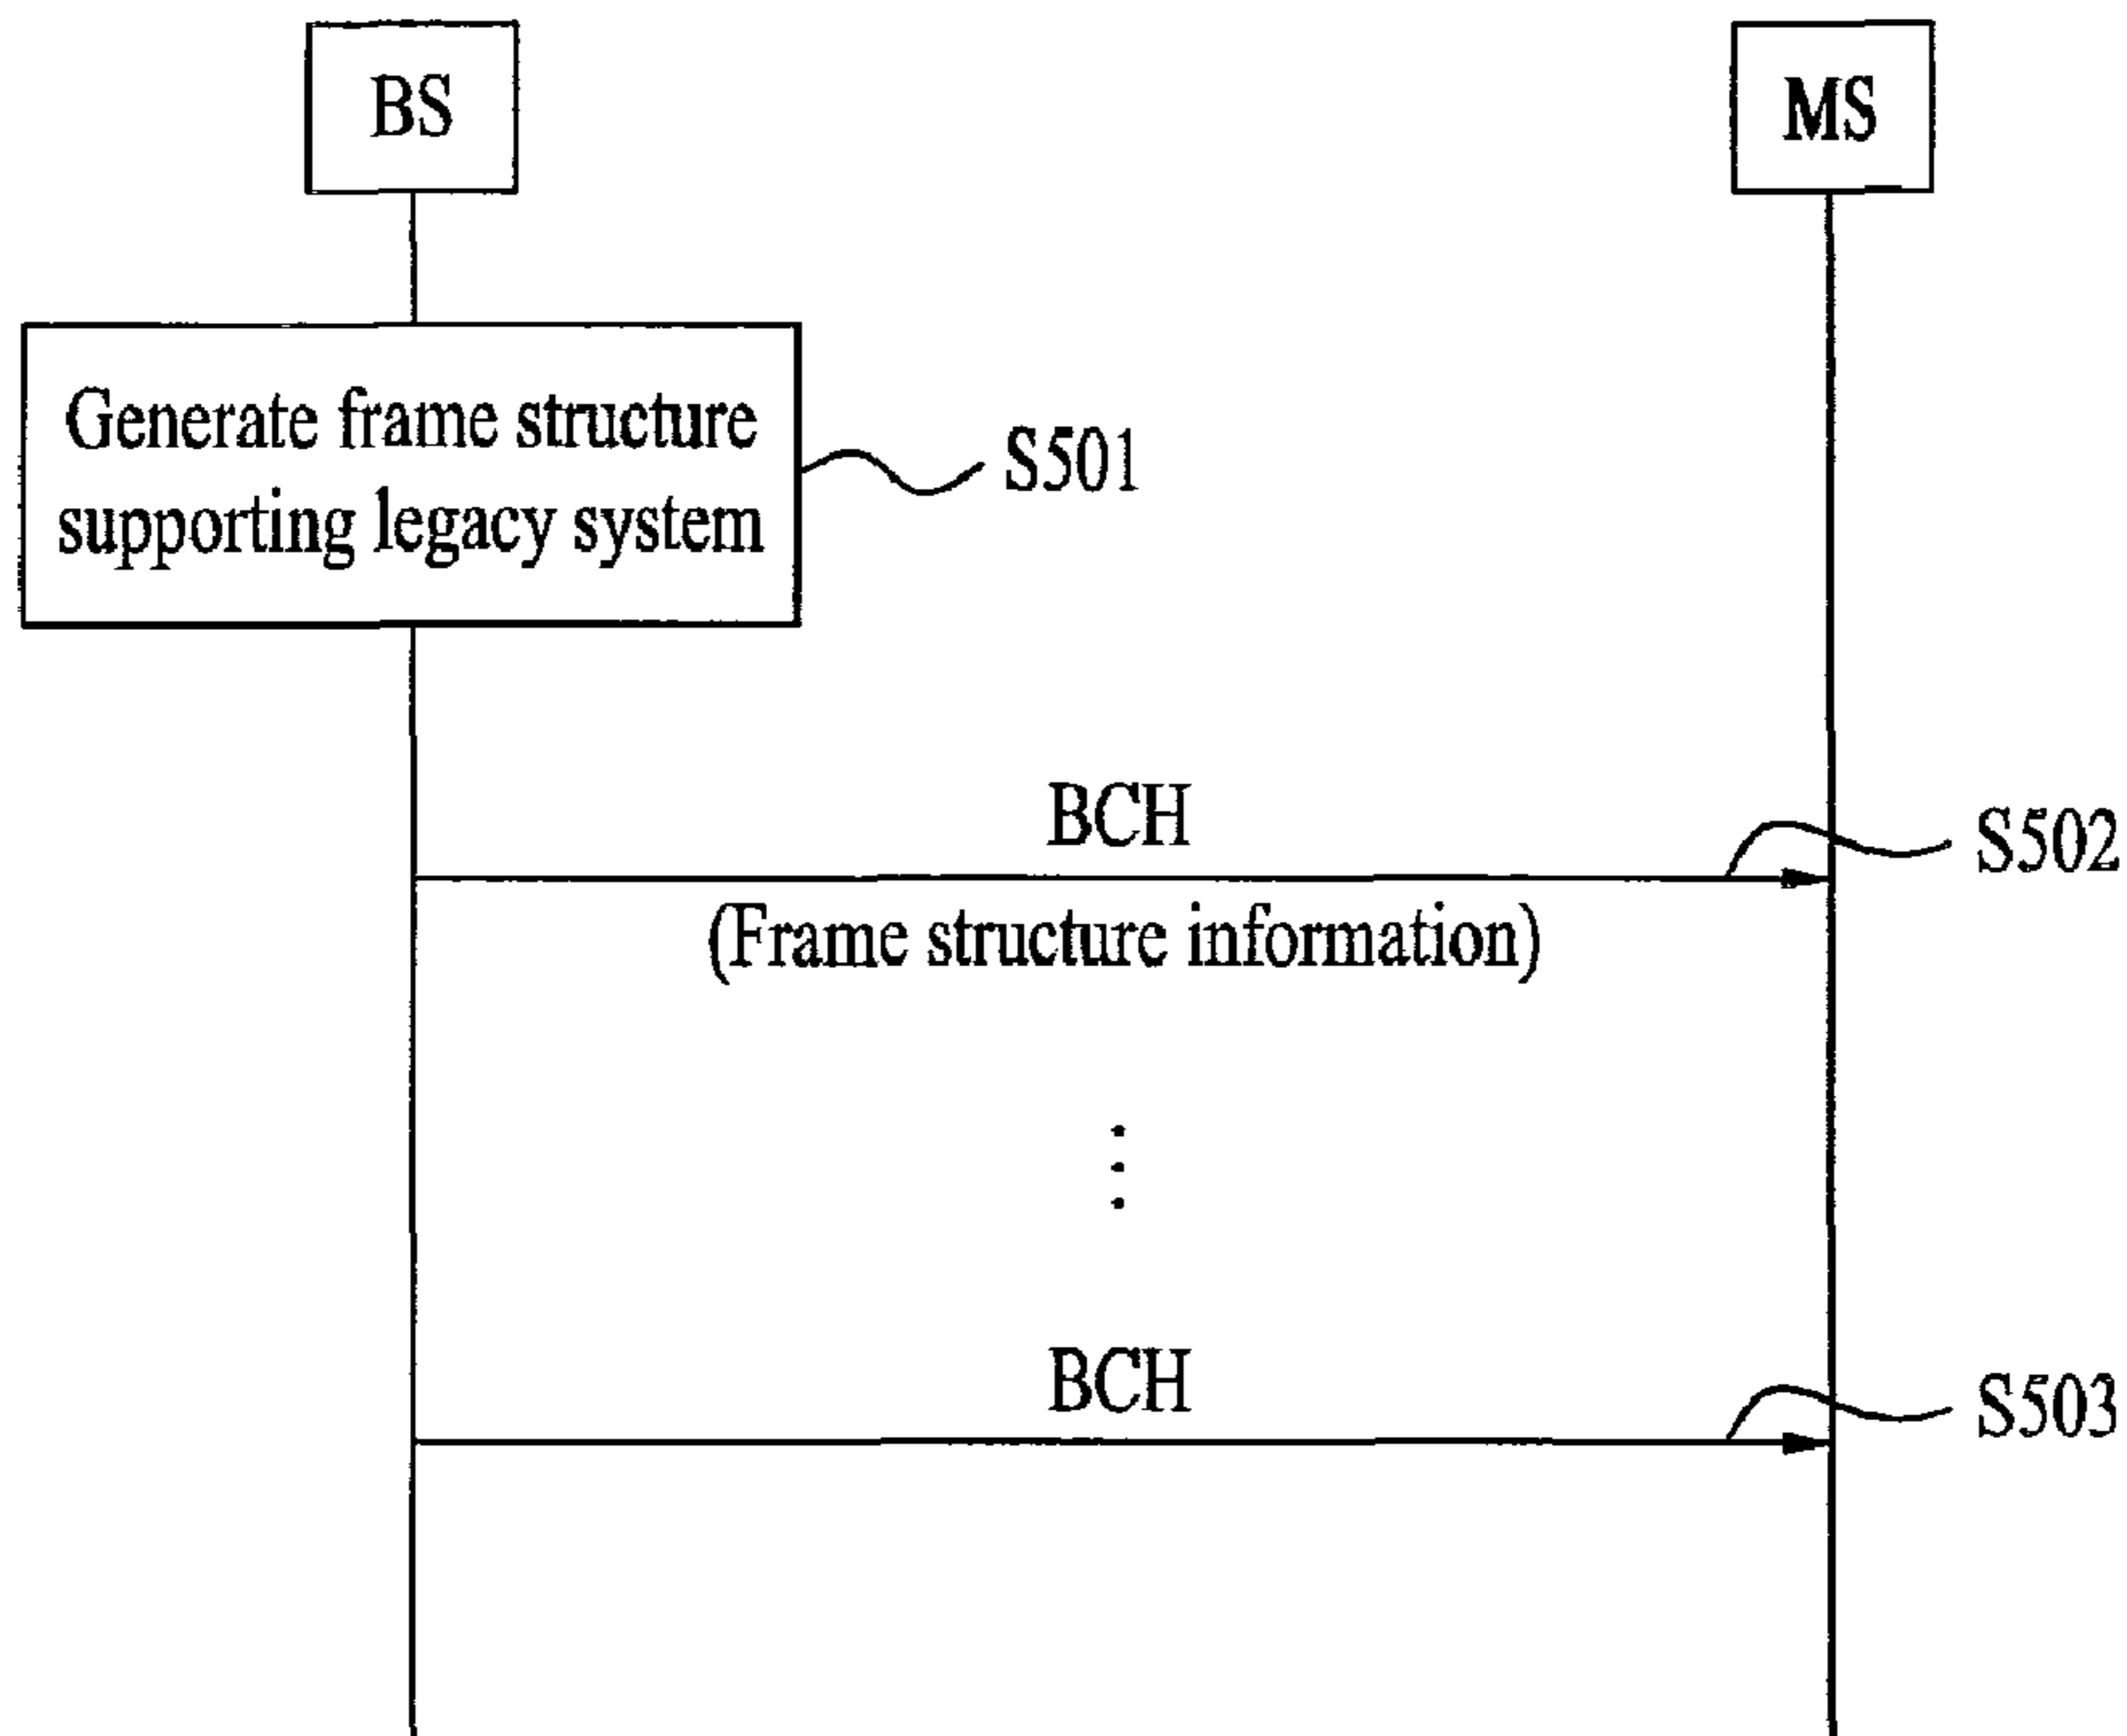 BS
MS
Generate frame structure
supporting legacy system
S501
BCH
S502
(Frame structure information)
BCH
S503